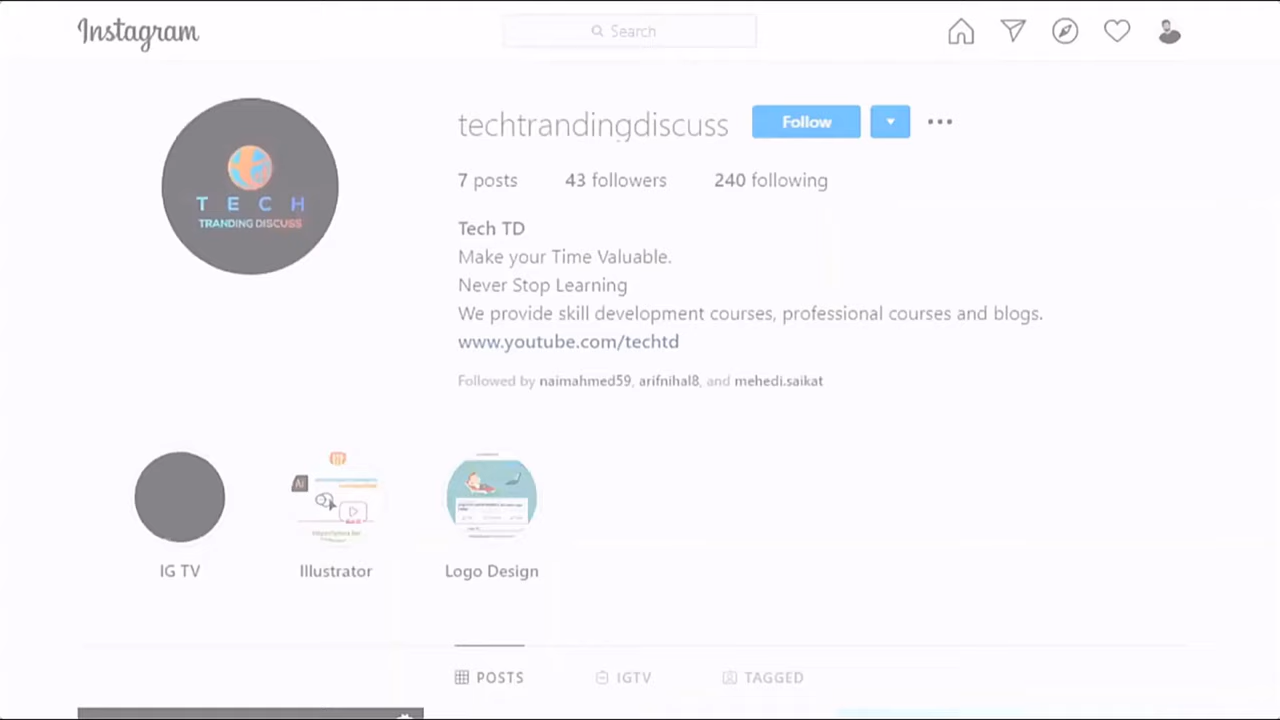 Instagram
Search
techtrandingdiscuss
Follow
7 posts 43 followers 240 following
T E C H
TRANDING DISCUSS
Tech TD
Make your Time Valuable.
Never Stop Learning
We provide skill development courses, professional courses and blogs.
www.youtube.com/techtd
Followed by naimahmed59, arifnihal8, and mehedi.saikat
Ai
IG TV
Illustrator
Logo Design
POSTS
IGTV
TAGGED